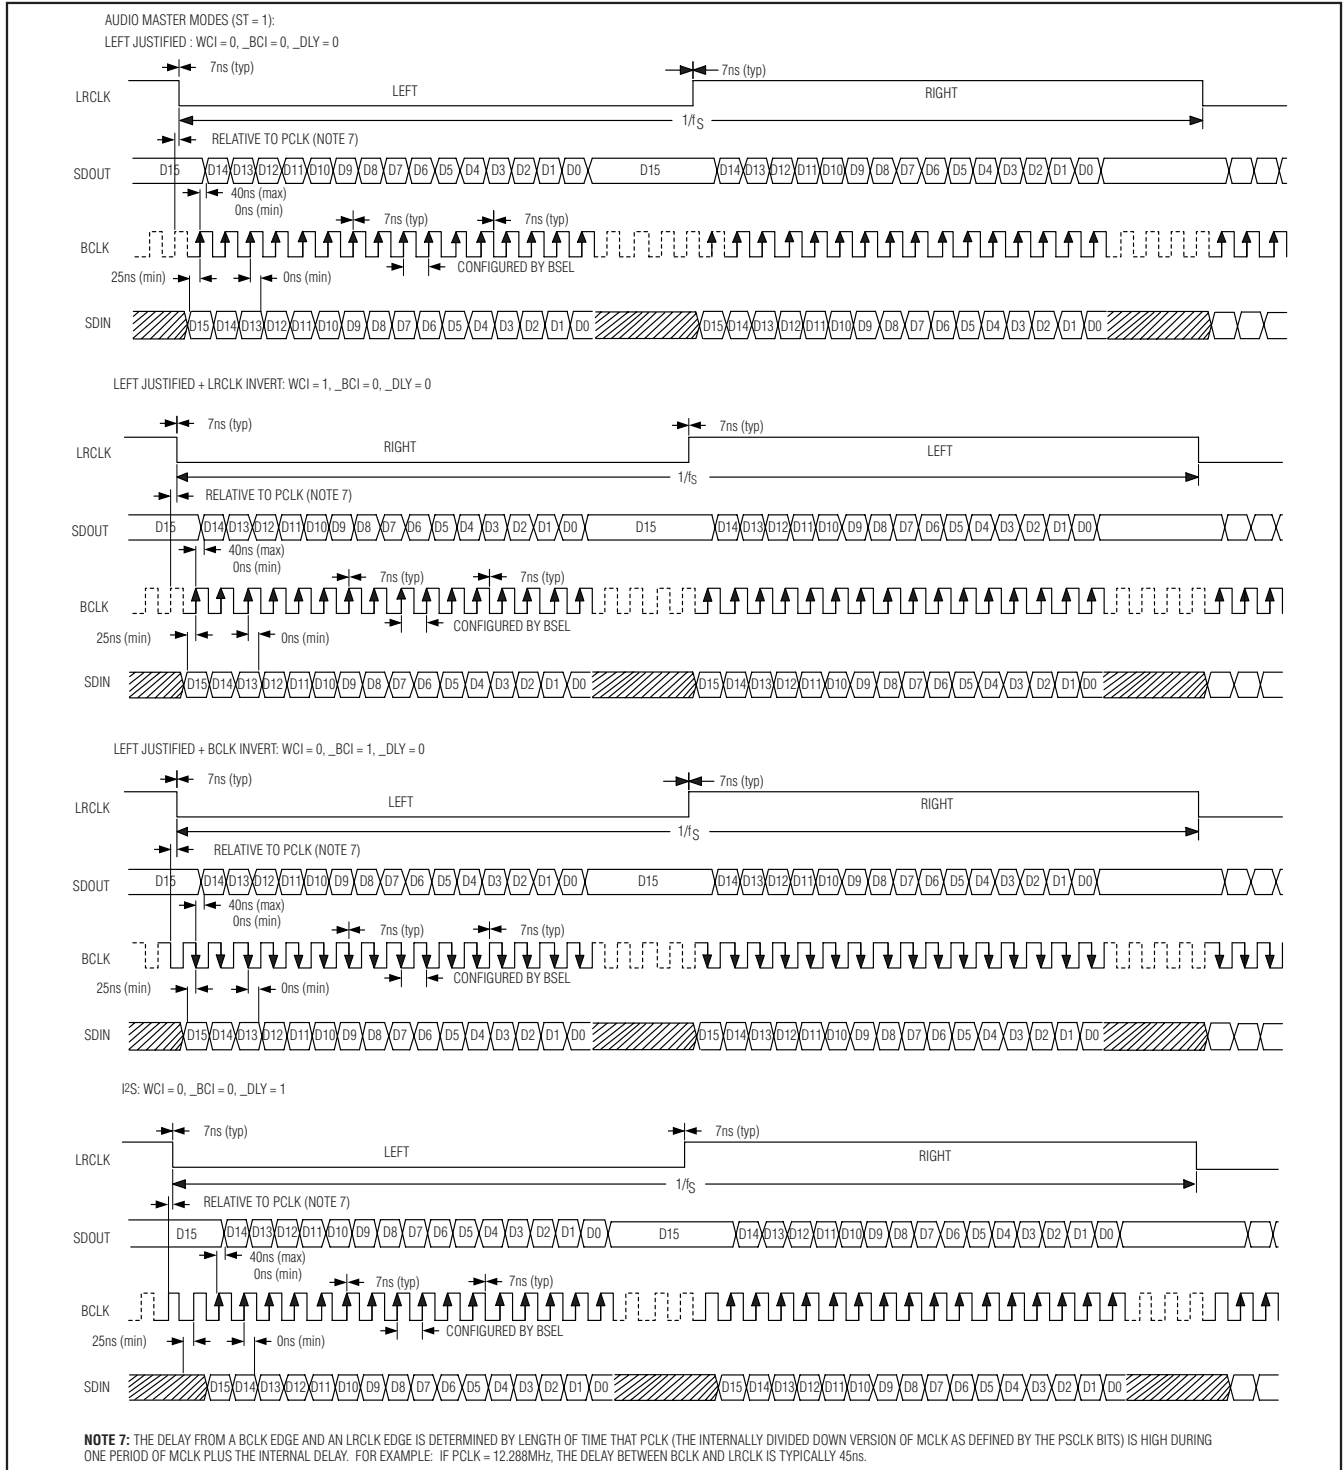 AUDIO MASTER MODES (ST = 1):
LEFT JUSTIFIED : WCI = 0, _BCI = 0, _DLY = 0
7ns (typ) 7ns (typ)
LRCLK LEFT RIGHT
1/fS
RELATIVE TO PCLK (NOTE 7)
SDOUT D15 D14 D13 D12 D11 D10 D9 D8 D7 D6 D5 D4 D3 D2 D1 D0 D15 D14 D13 D12 D11 D10 D9 D8 D7 D6 D5 D4 D3 D2 D1 D0
40ns (max)
0ns (min) 7ns (typ) 7ns (typ)
BCLK
25ns (min) 0ns (min) CONFIGURED BY BSEL
SDIN D15 D14 D13 D12 D11 D10 D9 D8 D7 D6 D5 D4 D3 D2 D1 D0 D15 D14 D13 D12 D11 D10 D9 D8 D7 D6 D5 D4 D3 D2 D1 D0
LEFT JUSTIFIED + LRCLK INVERT: WCI = 1, _BCI = 0, _DLY = 0
7ns (typ) 7ns (typ)
LRCLK RIGHT LEFT
1/fS
RELATIVE TO PCLK (NOTE 7)
SDOUT D15 D14 D13 D12 D11 D10 D9 D8 D7 D6 D5 D4 D3 D2 D1 D0 D15 D14 D13 D12 D11 D10 D9 D8 D7 D6 D5 D4 D3 D2 D1 D0
40ns (max)
0ns (min) 7ns (typ) 7ns (typ)
BCLK
25ns (min) 0ns (min) CONFIGURED BY BSEL
SDIN D15 D14 D13 D12 D11 D10 D9 D8 D7 D6 D5 D4 D3 D2 D1 D0 D15 D14 D13 D12 D11 D10 D9 D8 D7 D6 D5 D4 D3 D2 D1 D0
LEFT JUSTIFIED + BCLK INVERT: WCI = 0, _BCI = 1, _DLY = 0
7ns (typ) 7ns (typ)
LRCLK LEFT RIGHT
1/fS
RELATIVE TO PCLK (NOTE 7)
SDOUT D15 D14 D13 D12 D11 D10 D9 D8 D7 D6 D5 D4 D3 D2 D1 D0 D15 D14 D13 D12 D11 D10 D9 D8 D7 D6 D5 D4 D3 D2 D1 D0
40ns (max)
0ns (min) 7ns (typ) 7ns (typ)
BCLK
25ns (min) 0ns (min) CONFIGURED BY BSEL
SDIN D15 D14 D13 D12 D11 D10 D9 D8 D7 D6 D5 D4 D3 D2 D1 D0 D15 D14 D13 D12 D11 D10 D9 D8 D7 D6 D5 D4 D3 D2 D1 D0
I2S: WCI = 0, _BCI = 0, _DLY = 1
7ns (typ) 7ns (typ)
LRCLK LEFT RIGHT
1/fS
RELATIVE TO PCLK (NOTE 7)
SDOUT D15 D14 D13 D12 D11 D10 D9 D8 D7 D6 D5 D4 D3 D2 D1 D0 D15 D14 D13 D12 D11 D10 D9 D8 D7 D6 D5 D4 D3 D2 D1 D0
40ns (max)
0ns (min) 7ns (typ) 7ns (typ)
BCLK
25ns (min) 0ns (min) CONFIGURED BY BSEL
SDIN D15 D14 D13 D12 D11 D10 D9 D8 D7 D6 D5 D4 D3 D2 D1 D0 D15 D14 D13 D12 D11 D10 D9 D8 D7 D6 D5 D4 D3 D2 D1 D0
NOTE 7: THE DELAY FROM A BCLK EDGE AND AN LRCLK EDGE IS DETERMINED BY LENGTH OF TIME THAT PCLK (THE INTERNALLY DIVIDED DOWN VERSION OF MCLK AS DEFINED BY THE PSCLK BITS) IS HIGH DURING
ONE PERIOD OF MCLK PLUS THE INTERNAL DELAY. FOR EXAMPLE: IF PCLK = 12.288MHz, THE DELAY BETWEEN BCLK AND LRCLK IS TYPICALLY 45ns.